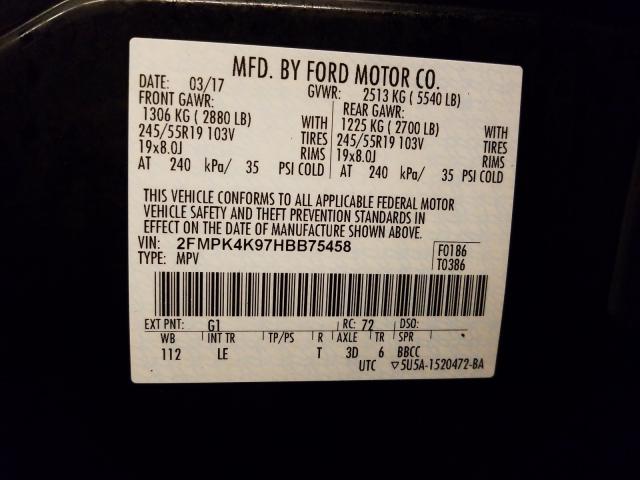 MFD. BY FORD MOTOR CO.
DATE: 03/17 GVWR: 2513 KG ( 5540 LB)
FRONT GAWR: REAR GAWR:
1306 KG ( 2880 LB) WITH 1225 KG ( 2700 LB) WITH
245/55R19 103V TIRES 245/55R19 103V TIRES
19x8.0J RIMS 19x8.0J RIMS
AT 240 kPa/ 35 PSI COLD AT 240 kPa/ 35 PSI COLD
THIS VEHICLE CONFORMS TO ALL APPLICABLE FEDERAL MOTOR
VEHICLE SAFETY AND THEFT PREVENTION STANDARDS IN
EFFECT ON THE DATE OF MANUFACTURE SHOWN ABOVE.
VIN: 2FMPK4K97HBB75458 F0186
TYPE: MPV T0386
EXT PNT: G1 RC: 72 DSO:
WB INT TR TP/PS R AXLE TR SPR
112 LE T 3D 6 BBCC
UTC ▽5U5A-1520472-BA